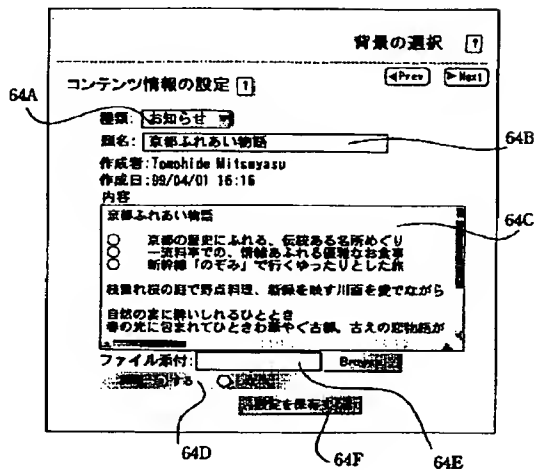 背景の選択 ?
◀Prev ▶Next
コンテンツ情報の設定 ?
64A
種類: お知らせ
題名: 京都ふれあい物語
64B
作成者:Tomohide Mitsuyasu
作成日:99/04/01 16:16
内容
京都ふれあい物語
64C
○ 京都の歴史にふれる、伝統ある名所めぐり
○ 一流料亭での、情緒あふれる優雅なお食事
○ 新幹線「のぞみ」で行くゆったりとした旅
枝垂れ桜の庭で野点料理、新緑を映す川面を愛でながら
自然の宴に酔いしれるひととき
春の光に包まれてひときわ華やぐ古都。古えの恋物語が
ファイル添付:
する
設定を保存
64D
64F
64E